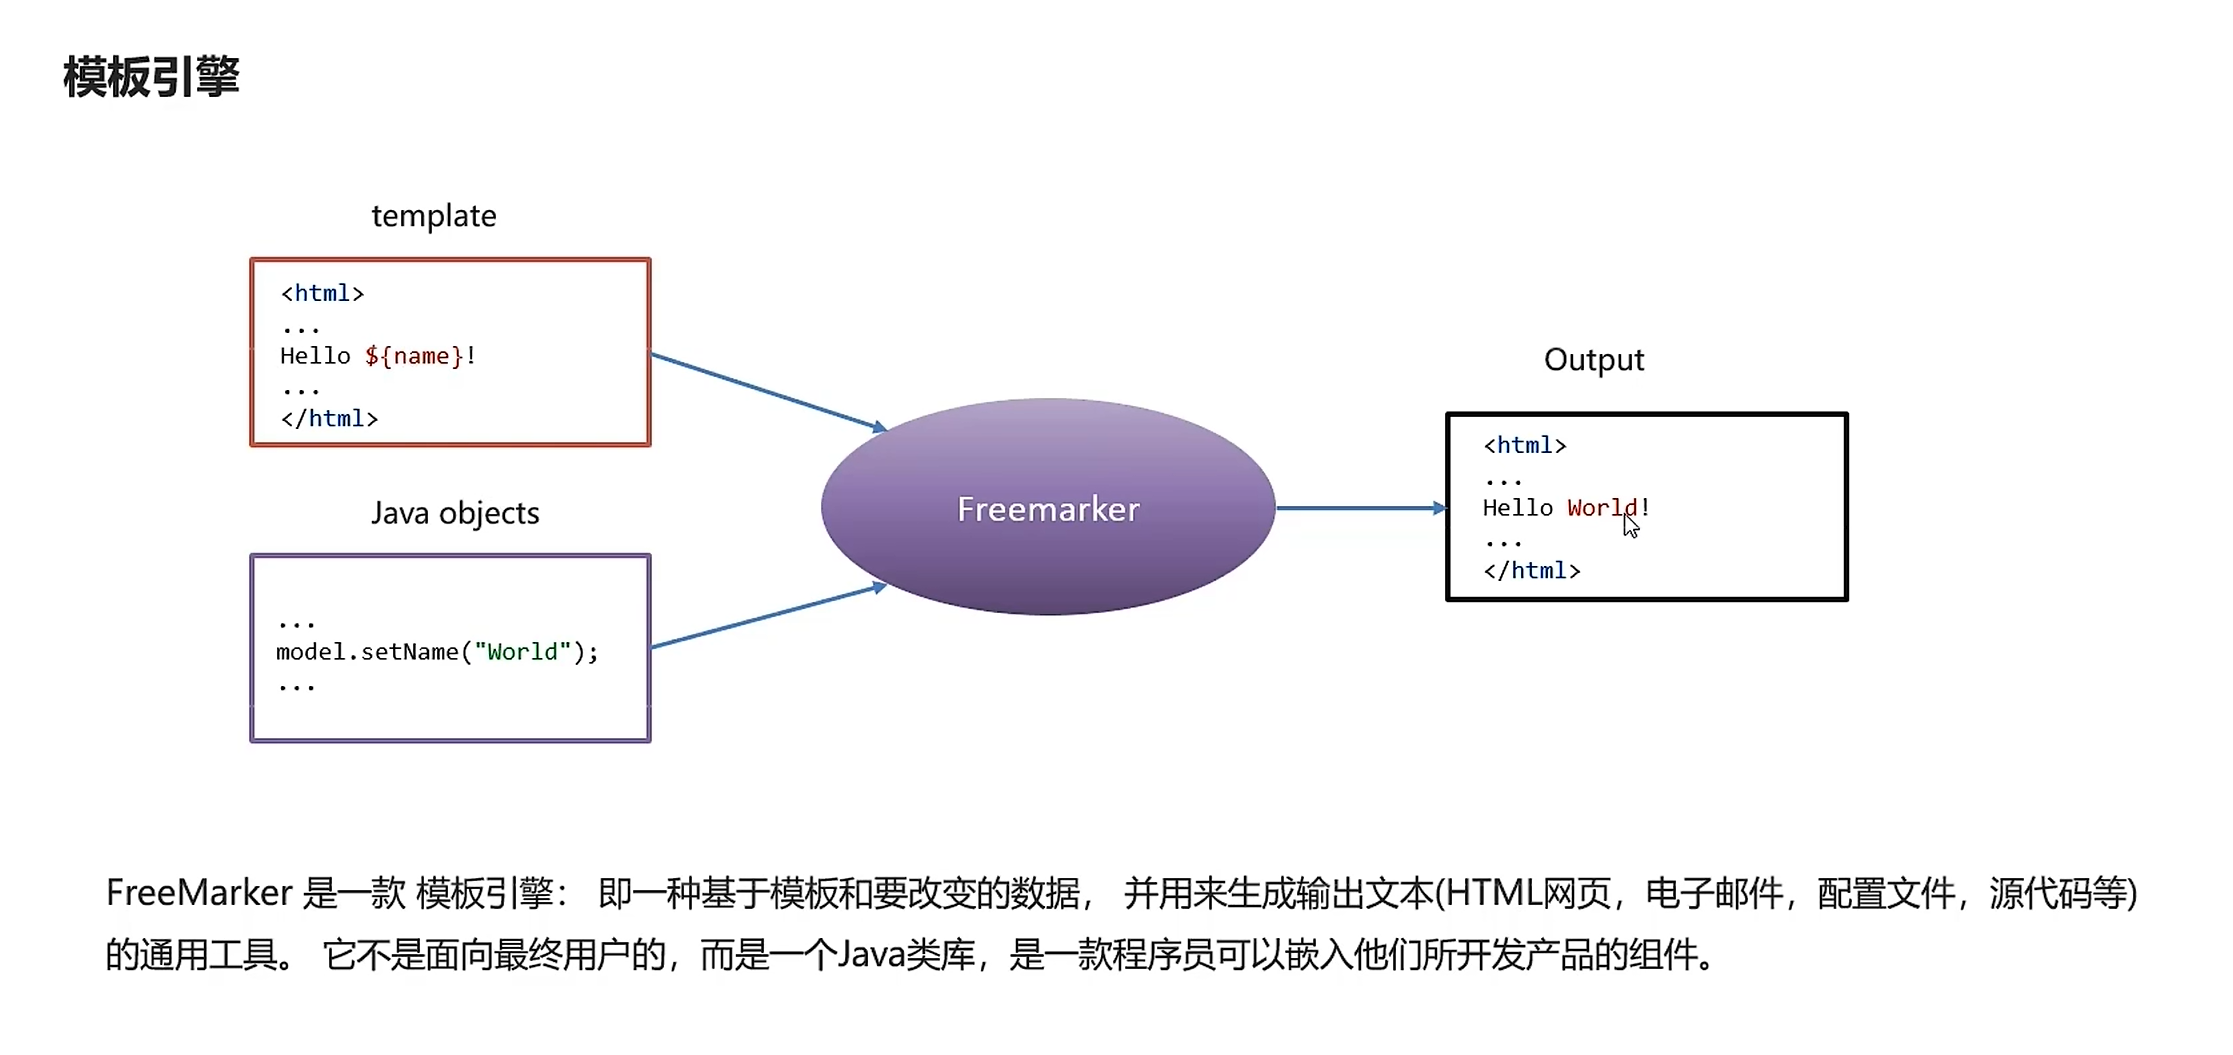 模板引擎
template
<html>
...
Hello ${name}!
...
</html>
Java objects
...
model.setName("World");
...
Freemarker
Output
<html>
...
Hello World!
...
</html>
FreeMarker 是一款 模板引擎： 即一种基于模板和要改变的数据， 并用来生成输出文本(HTML网页，电子邮件，配置文件，源代码等)
的通用工具。 它不是面向最终用户的，而是一个Java类库，是一款程序员可以嵌入他们所开发产品的组件。